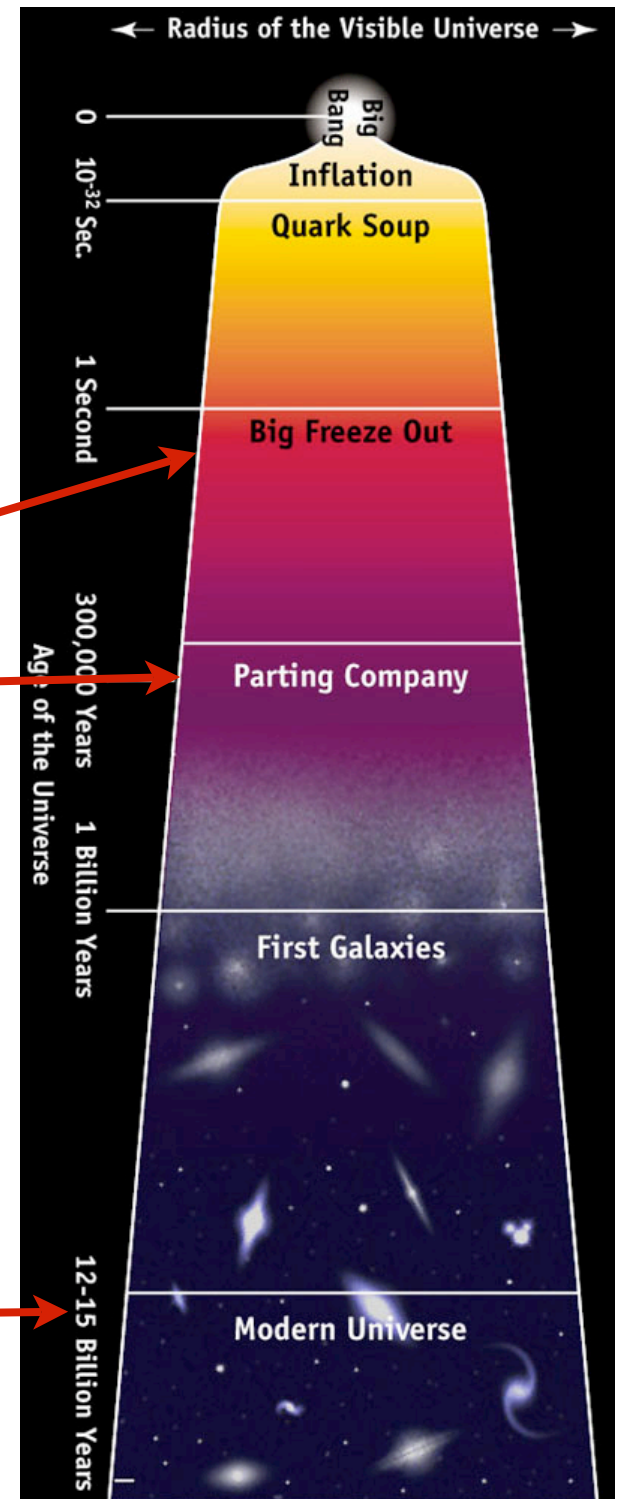 ← Radius of the Visible Universe →
Big
Bang
0
Inflation
10-32 Sec.
Quark Soup
1 Second
Big Freeze Out
300,000 Years
Parting Company
Age of the Universe
1 Billion Years
First Galaxies
12-15 Billion Years
Modern Universe